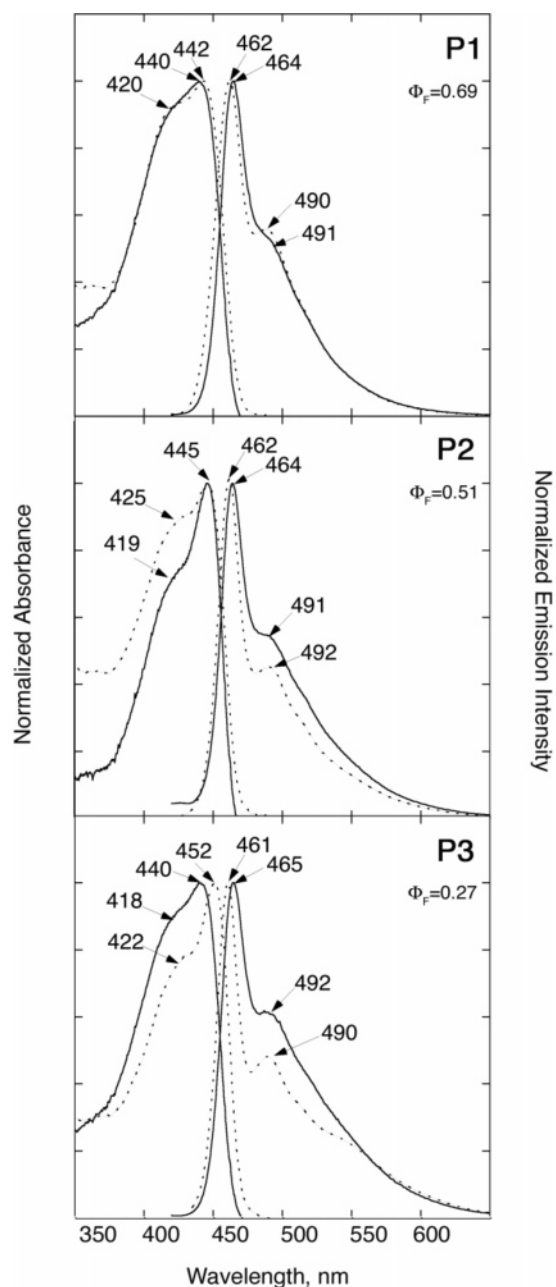 P1
442
462
440
464
420
ΦF=0.69
490
491
P2
445
462
464
425
ΦF=0.51
419
491
492
P3
452
461
440
465
418
ΦF=0.27
422
492
490
Normalized Absorbance
Normalized Emission Intensity
350 400 450 500 550 600
Wavelength, nm